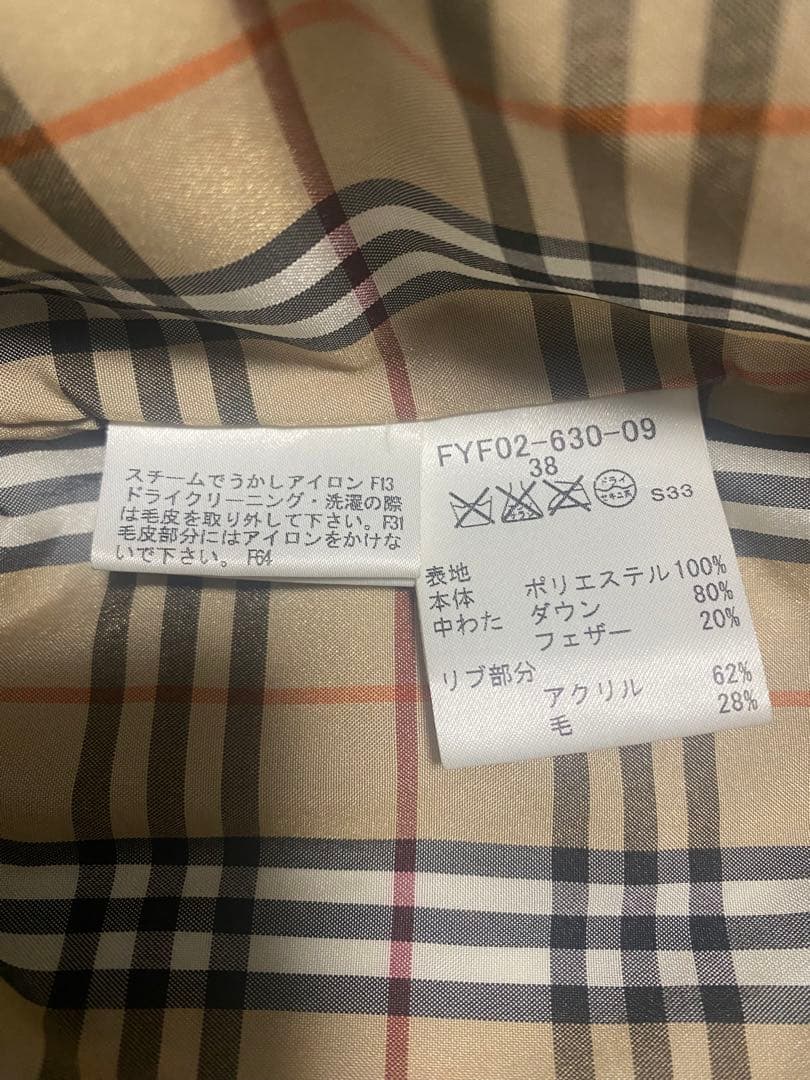 スチームでうかしアイロン F13
ドライクリーニング・洗濯の際
は毛皮を取り外して下さい。F31
毛皮部分にはアイロンをかけな
いで下さい。 F64
FYF02-630-09
38
ドライ
セキユ系
S33
表地
本体 ポリエステル 100%
中わた ダウン 80%
フェザー 20%
リブ部分
アクリル 62%
毛 28%